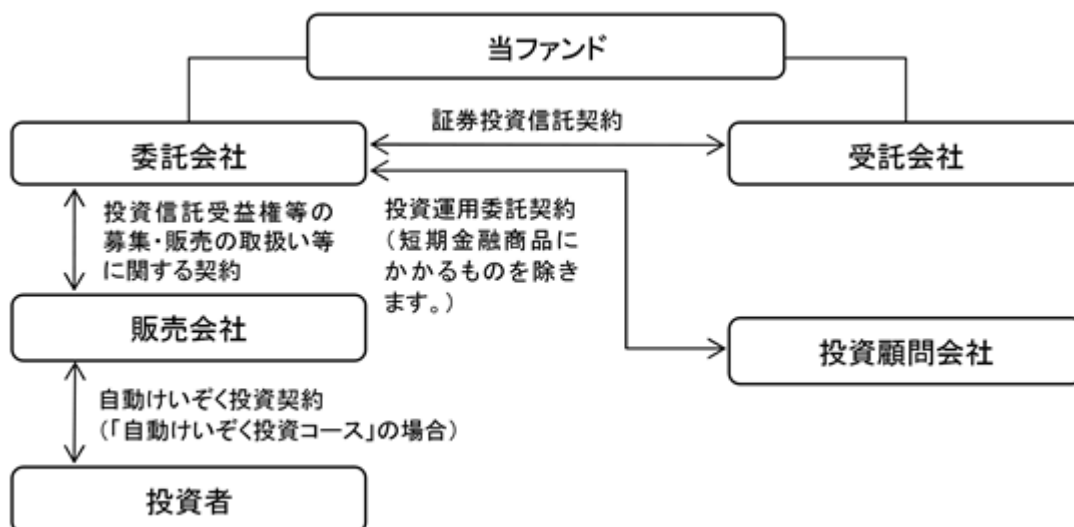 当ファンド
証券投資信託契約
委託会社
受託会社
投資信託受益権等の
募集・販売の取扱い等
に関する契約
投資運用委託契約
（短期金融商品に
かかるものを除き
ます。）
販売会社
投資顧問会社
自動けいぞく投資契約
（「自動けいぞく投資コース」の場合）
投資者